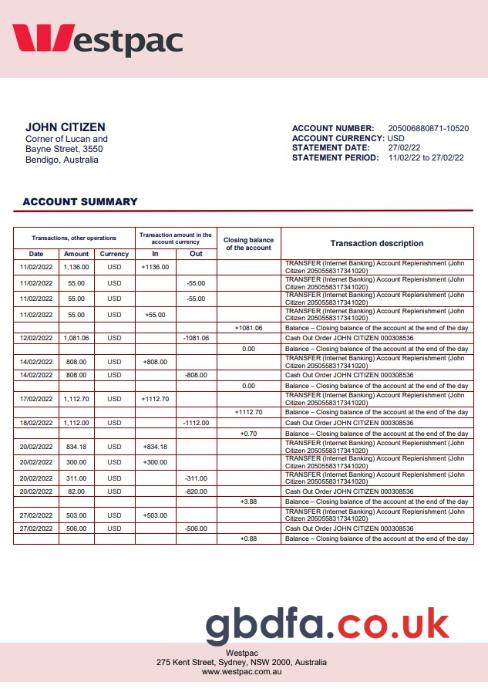 Westpac
JOHN CITIZEN
Corner of Lucan and
Bayne Street, 3550
Bendigo, Australia
ACCOUNT NUMBER: 205006880871-10520
ACCOUNT CURRENCY: USD
STATEMENT DATE: 27/02/22
STATEMENT PERIOD: 11/02/22 to 27/02/22
ACCOUNT SUMMARY
Transactions, other operations
Transaction amount in the
account currency
Closing balance
of the account
Transaction description
Date Amount Currency In Out
11/02/2022 1,136.00 USD +1136.00 TRANSFER (Internet Banking) Account Replenishment (John
Citizen 2050558317341020)
11/02/2022 55.00 USD -55.00 TRANSFER (Internet Banking) Account Replenishment (John
Citizen 2050558317341020)
11/02/2022 55.00 USD -55.00 TRANSFER (Internet Banking) Account Replenishment (John
Citizen 2050558317341020)
11/02/2022 55.00 USD +55.00 TRANSFER (Internet Banking) Account Replenishment (John
Citizen 2050558317341020)
+1081.06 Balance – Closing balance of the account at the end of the day
12/02/2022 1,081.06 USD -1081.06 Cash Out Order JOHN CITIZEN 000308536
0.00 Balance – Closing balance of the account at the end of the day
14/02/2022 808.00 USD +808.00 TRANSFER (Internet Banking) Account Replenishment (John
Citizen 2050558317341020)
14/02/2022 808.00 USD -808.00 Cash Out Order JOHN CITIZEN 000308536
0.00 Balance – Closing balance of the account at the end of the day
17/02/2022 1,112.70 USD +1112.70 TRANSFER (Internet Banking) Account Replenishment (John
Citizen 2050558317341020)
+1112.70 Balance – Closing balance of the account at the end of the day
18/02/2022 1,112.00 USD -1112.00 Cash Out Order JOHN CITIZEN 000308536
+0.70 Balance – Closing balance of the account at the end of the day
20/02/2022 834.18 USD +834.18 TRANSFER (Internet Banking) Account Replenishment (John
Citizen 2050558317341020)
20/02/2022 300.00 USD +300.00 TRANSFER (Internet Banking) Account Replenishment (John
Citizen 2050558317341020)
20/02/2022 311.00 USD -311.00 TRANSFER (Internet Banking) Account Replenishment (John
Citizen 2050558317341020)
20/02/2022 82.00 USD -820.00 Cash Out Order JOHN CITIZEN 000308536
+3.88 Balance – Closing balance of the account at the end of the day
27/02/2022 503.00 USD +503.00 TRANSFER (Internet Banking) Account Replenishment (John
Citizen 2050558317341020)
27/02/2022 506.00 USD -506.00 Cash Out Order JOHN CITIZEN 000308536
+0.88 Balance – Closing balance of the account at the end of the day
gbdfa.co.uk
Westpac
275 Kent Street, Sydney, NSW 2000, Australia
www.westpac.com.au